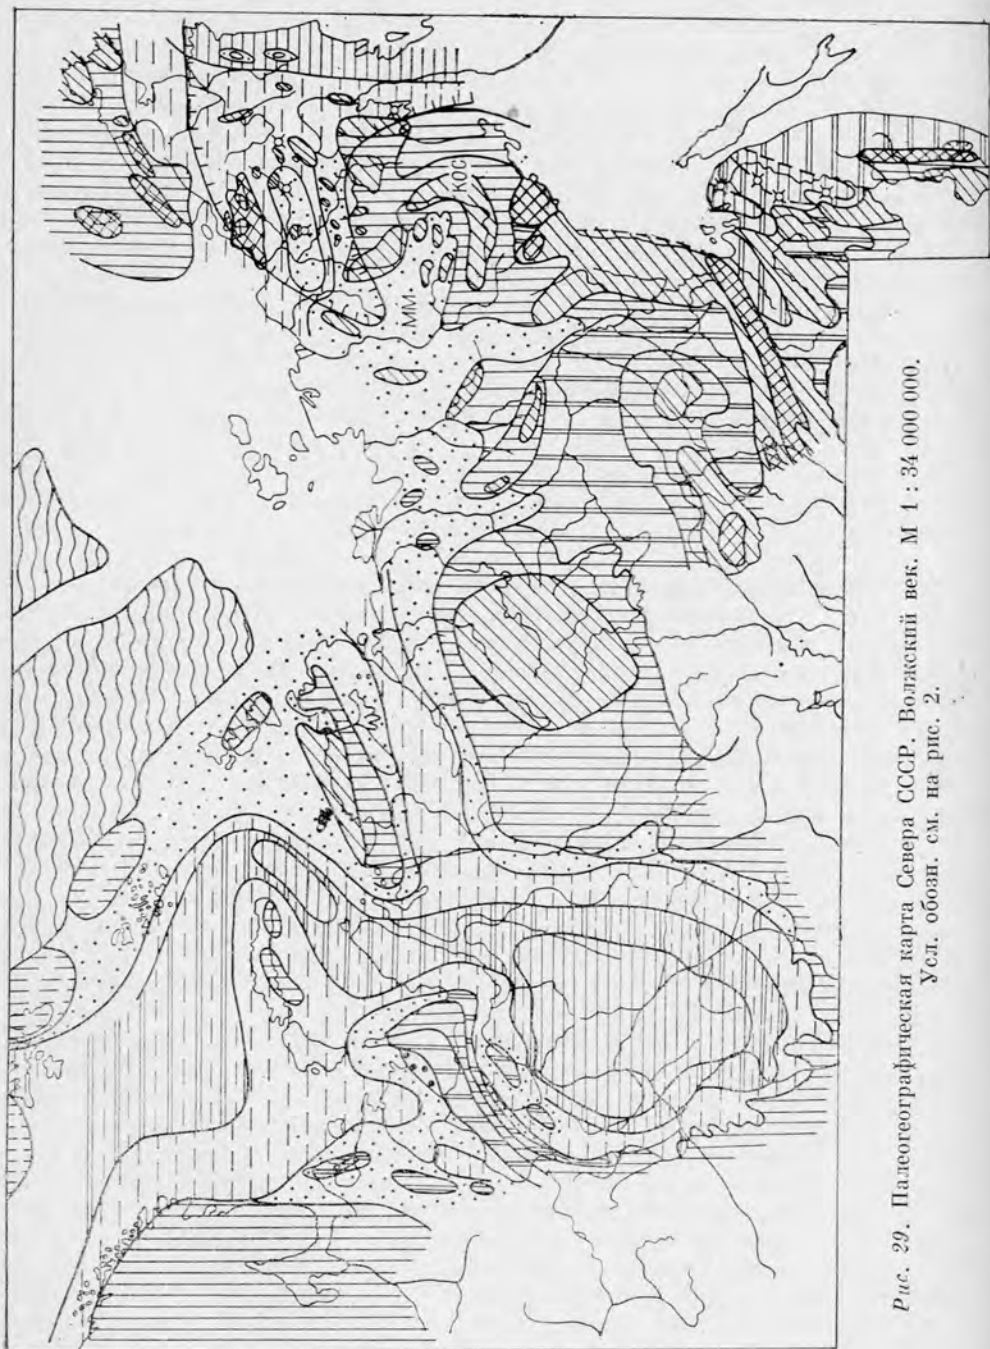 КОС
ММ
Рис. 29. Палеогеографическая карта Севера СССР. Волжский век. М 1 : 34 000 000.
Усл. обозн. см. на рис. 2.